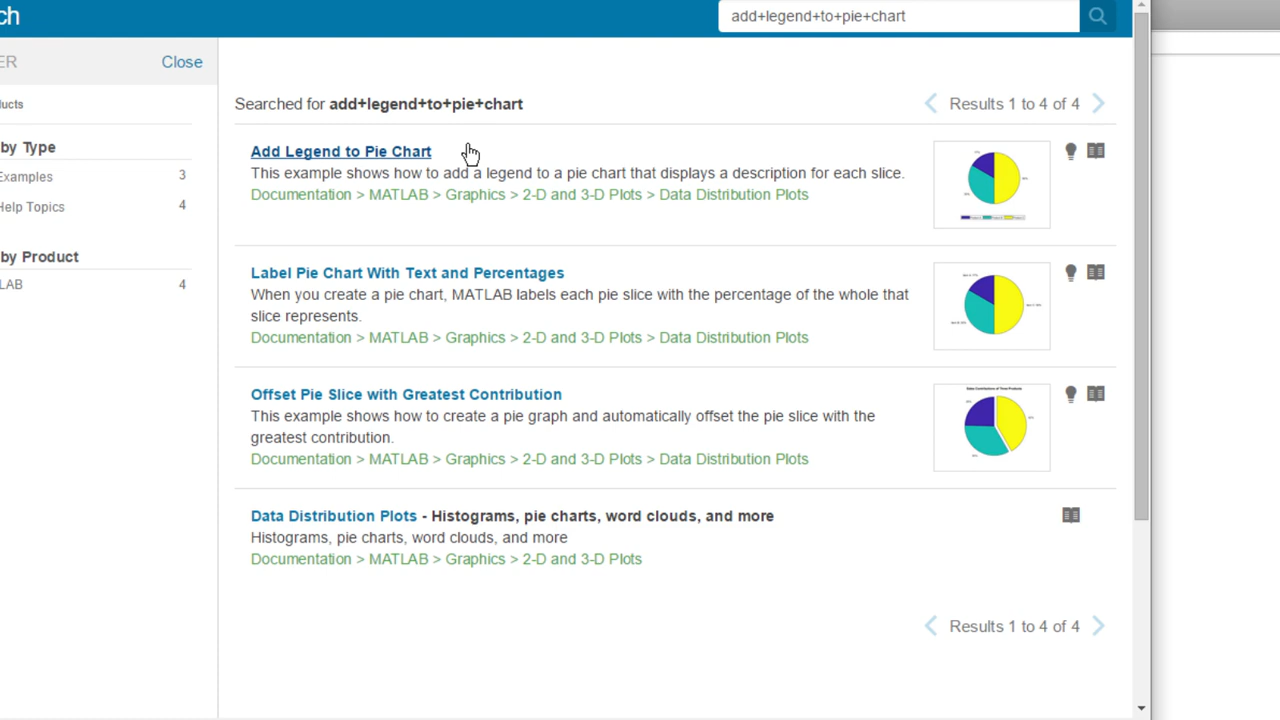 ch
add+legend+to+pie+chart
ER
Close
ucts
Searched for add+legend+to+pie+chart
Results 1 to 4 of 4
by Type
Examples 3
Help Topics 4
by Product
LAB 4
Add Legend to Pie Chart
This example shows how to add a legend to a pie chart that displays a description for each slice.
Documentation > MATLAB > Graphics > 2-D and 3-D Plots > Data Distribution Plots
Label Pie Chart With Text and Percentages
When you create a pie chart, MATLAB labels each pie slice with the percentage of the whole that
slice represents.
Documentation > MATLAB > Graphics > 2-D and 3-D Plots > Data Distribution Plots
Offset Pie Slice with Greatest Contribution
This example shows how to create a pie graph and automatically offset the pie slice with the
greatest contribution.
Documentation > MATLAB > Graphics > 2-D and 3-D Plots > Data Distribution Plots
Data Distribution Plots - Histograms, pie charts, word clouds, and more
Histograms, pie charts, word clouds, and more
Documentation > MATLAB > Graphics > 2-D and 3-D Plots
Results 1 to 4 of 4